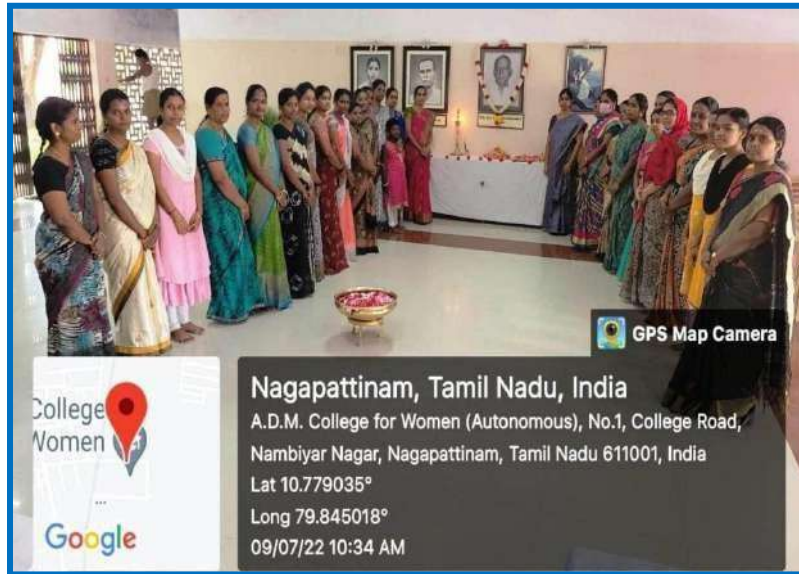 GPS Map Camera
College
Women
Google
Nagapattinam, Tamil Nadu, India
A.D.M. College for Women (Autonomous), No.1, College Road,
Nambiyar Nagar, Nagapattinam, Tamil Nadu 611001, India
Lat 10.779035°
Long 79.845018°
09/07/22 10:34 AM